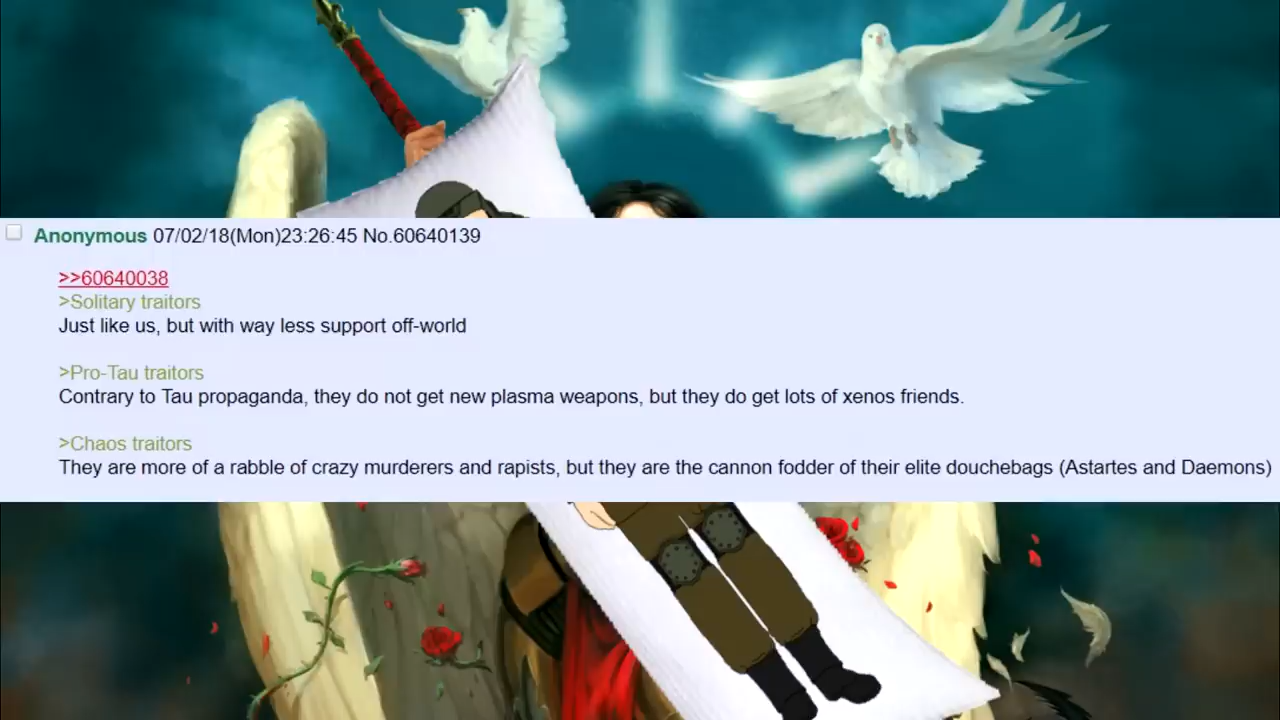 Anonymous 07/02/18(Mon)23:26:45 No.60640139
>>60640038
>Solitary traitors
Just like us, but with way less support off-world
>Pro-Tau traitors
Contrary to Tau propaganda, they do not get new plasma weapons, but they do get lots of xenos friends.
>Chaos traitors
They are more of a rabble of crazy murderers and rapists, but they are the cannon fodder of their elite douchebags (Astartes and Daemons)